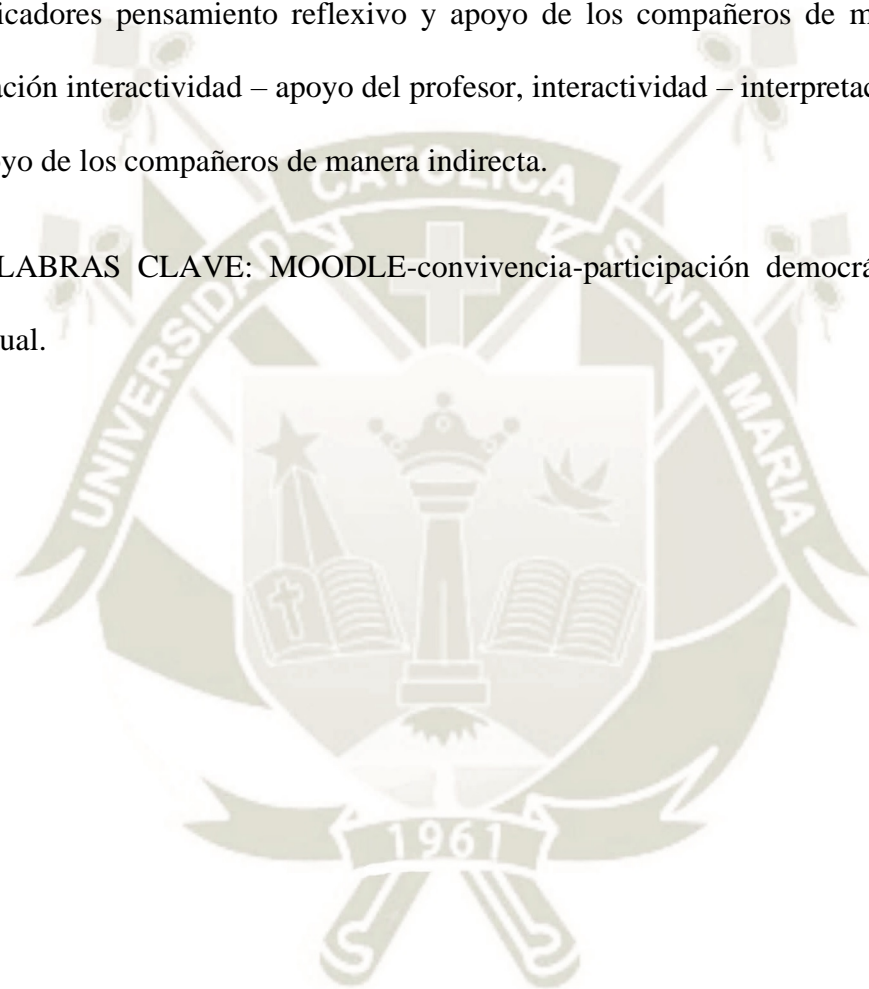 icadores pensamiento reflexivo y apoyo de los compañeros de m
ación interactividad – apoyo del profesor, interactividad – interpretac
yo de los compañeros de manera indirecta.
LABRAS CLAVE: MOODLE-convivencia-participación democrá
ual.
UNIVERSIDAD CATOLICA SANTA MARIA
1961